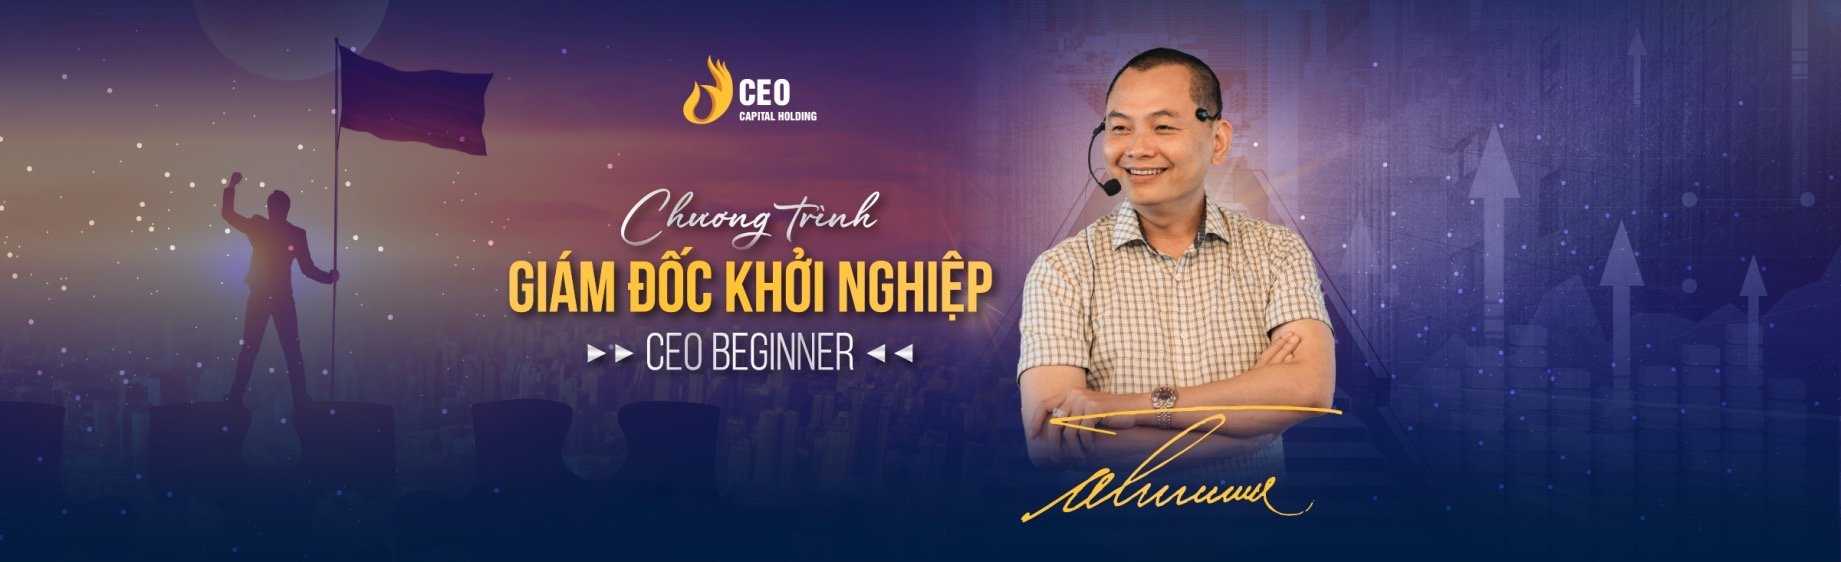 CEO
CAPITAL HOLDING
Chương trình
GIÁM ĐỐC KHỞI NGHIỆP
CEO BEGINNER